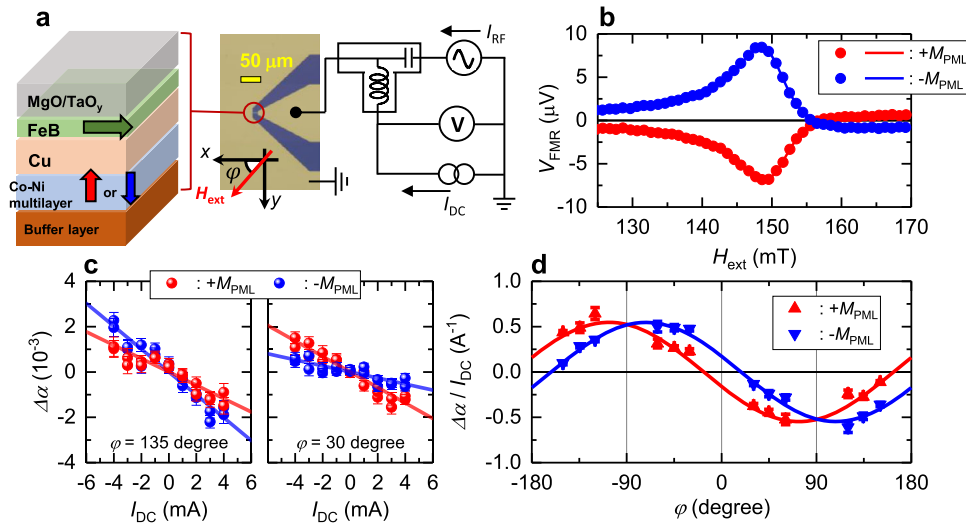 a
MgO/TaOy
FeB
Cu
Co-Ni
multilayer
or
Buffer layer
50 μm
x
φ
Hext
y
IRF
V
IDC
b
10
5
0
-5
-10
VFMR (μV)
: +MPML
: -MPML
130 140 150 160 170
Hext (mT)
c
: +MPML : -MPML
4
2
0
-2
-4
Δα (10-3)
φ = 135 degree
φ = 30 degree
-6 -4 -2 0 2 4 6
-4 -2 0 2 4 6
IDC (mA)
IDC (mA)
d
1.0
0.5
0.0
-0.5
-1.0
Δα / IDC (A-1)
: +MPML
: -MPML
-180 -90 0 90 180
φ (degree)